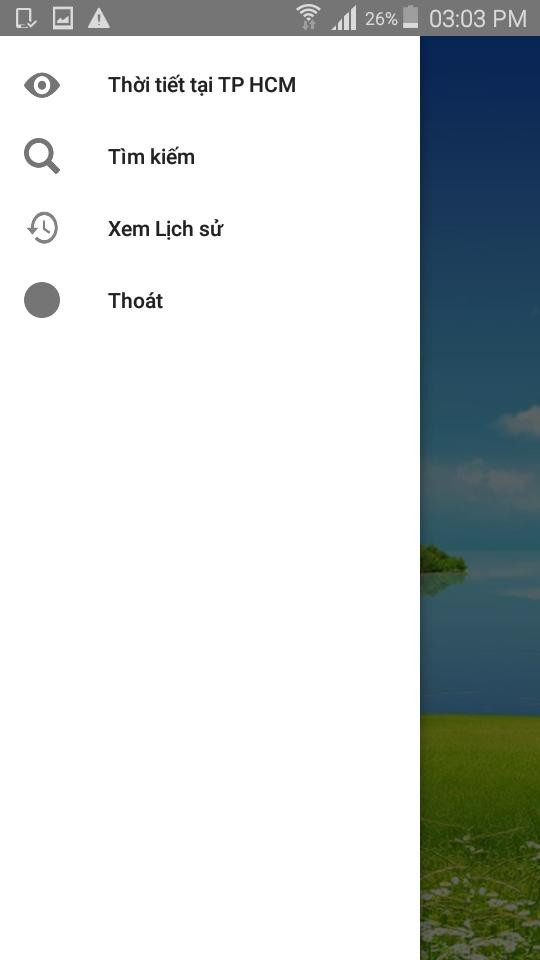 26% 03:03 PM
Thời tiết tại TP HCM
Tìm kiếm
Xem Lịch sử
Thoát